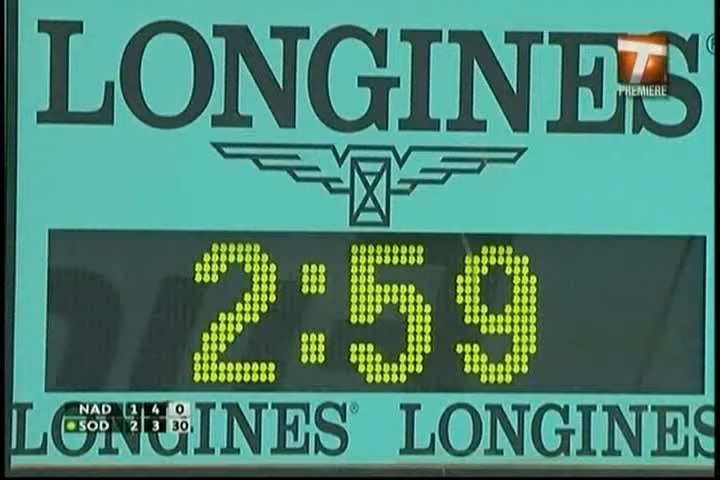 LONGINES®
T
PREMIERE
2:59
NAD 1 4 0
SOD 2 3 30
LONGINES® LONGINES